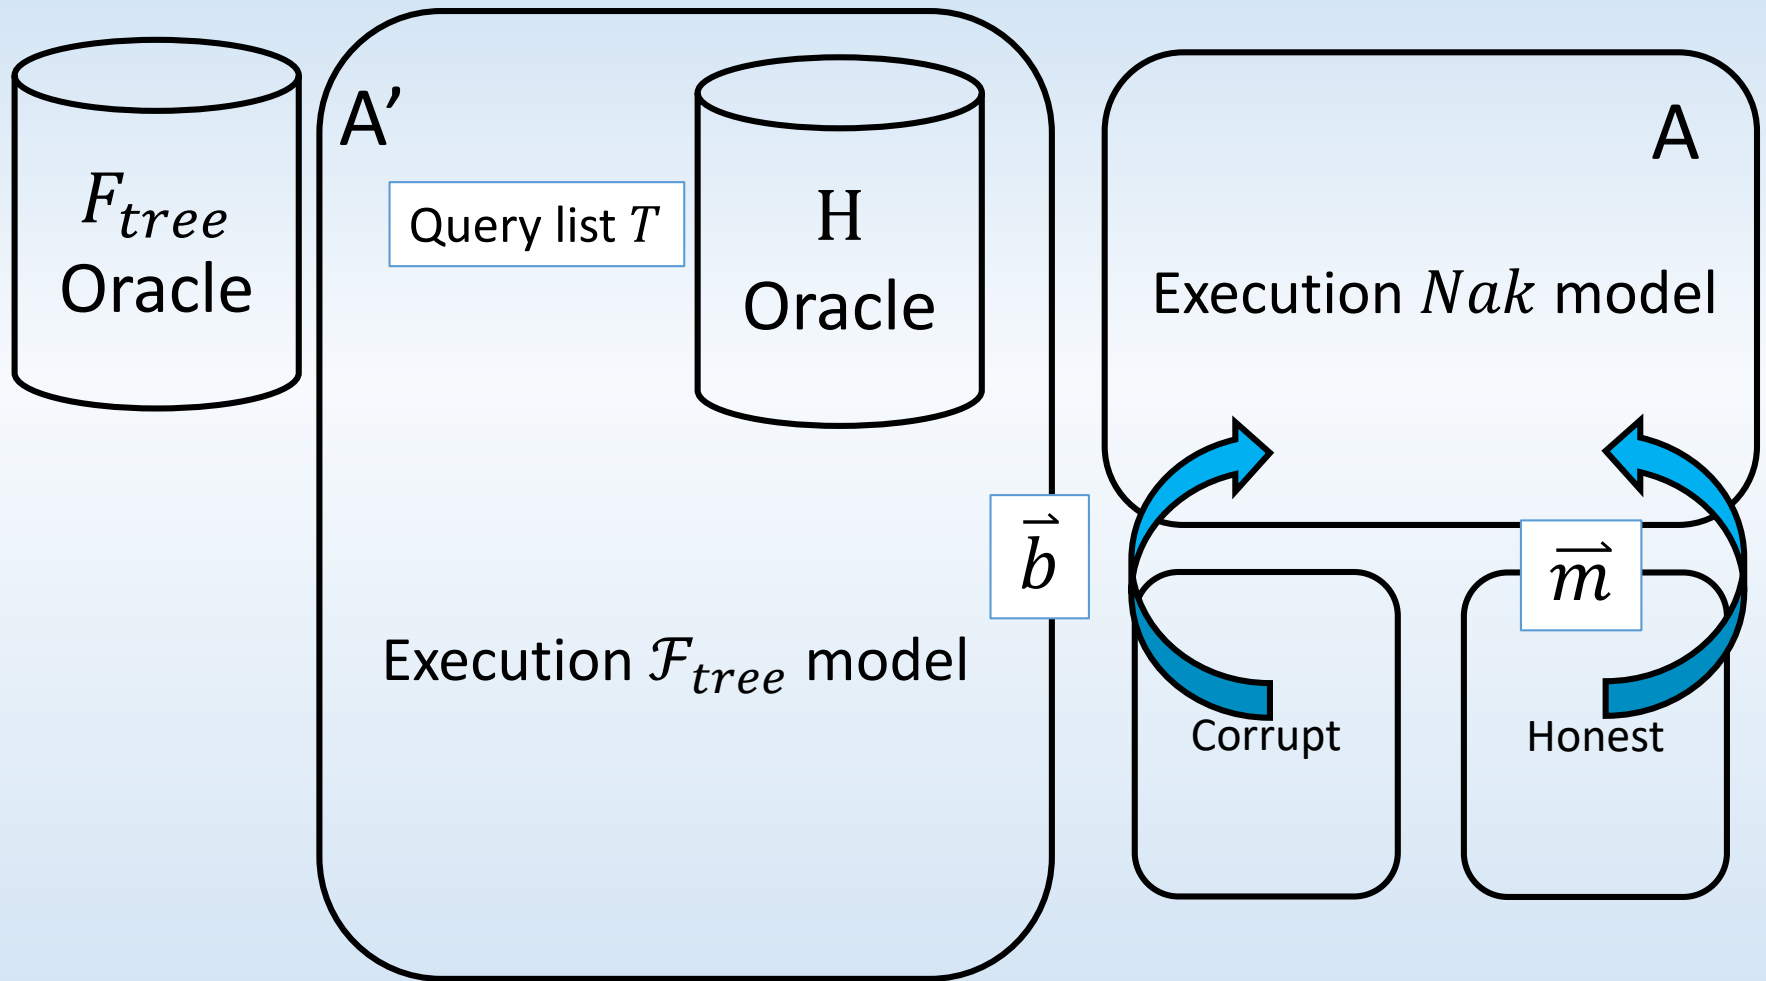 F_tree
Oracle
A’
Query list T
H
Oracle
Execution ℱ_tree model
A
Execution Nak model
b⃗
m⃗
Corrupt
Honest